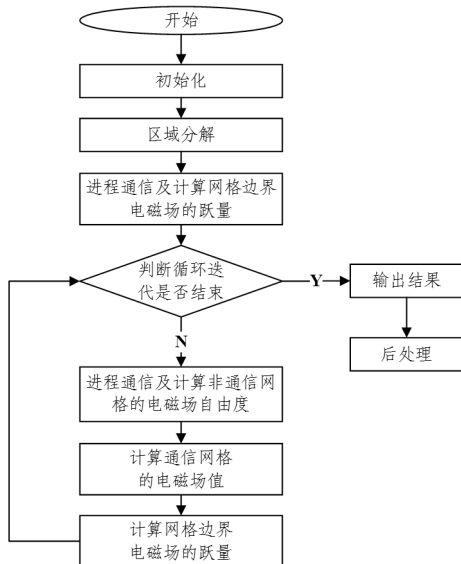 开始
初始化
区域分解
进程通信及计算网格边界
电磁场的跃量
判断循环迭
代是否结束
Y
输出结果
后处理
N
进程通信及计算非通信网
格的电磁场自由度
计算通信网格
的电磁场值
计算网格边界
电磁场的跃量